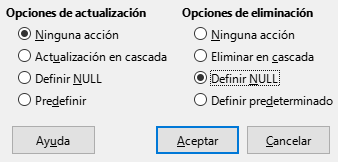 Opciones de actualización
Ninguna acción
Actualización en cascada
Definir NULL
Predefinir
Opciones de eliminación
Ninguna acción
Eliminar en cascada
Definir NULL
Definir predeterminado
Ayuda
Aceptar
Cancelar